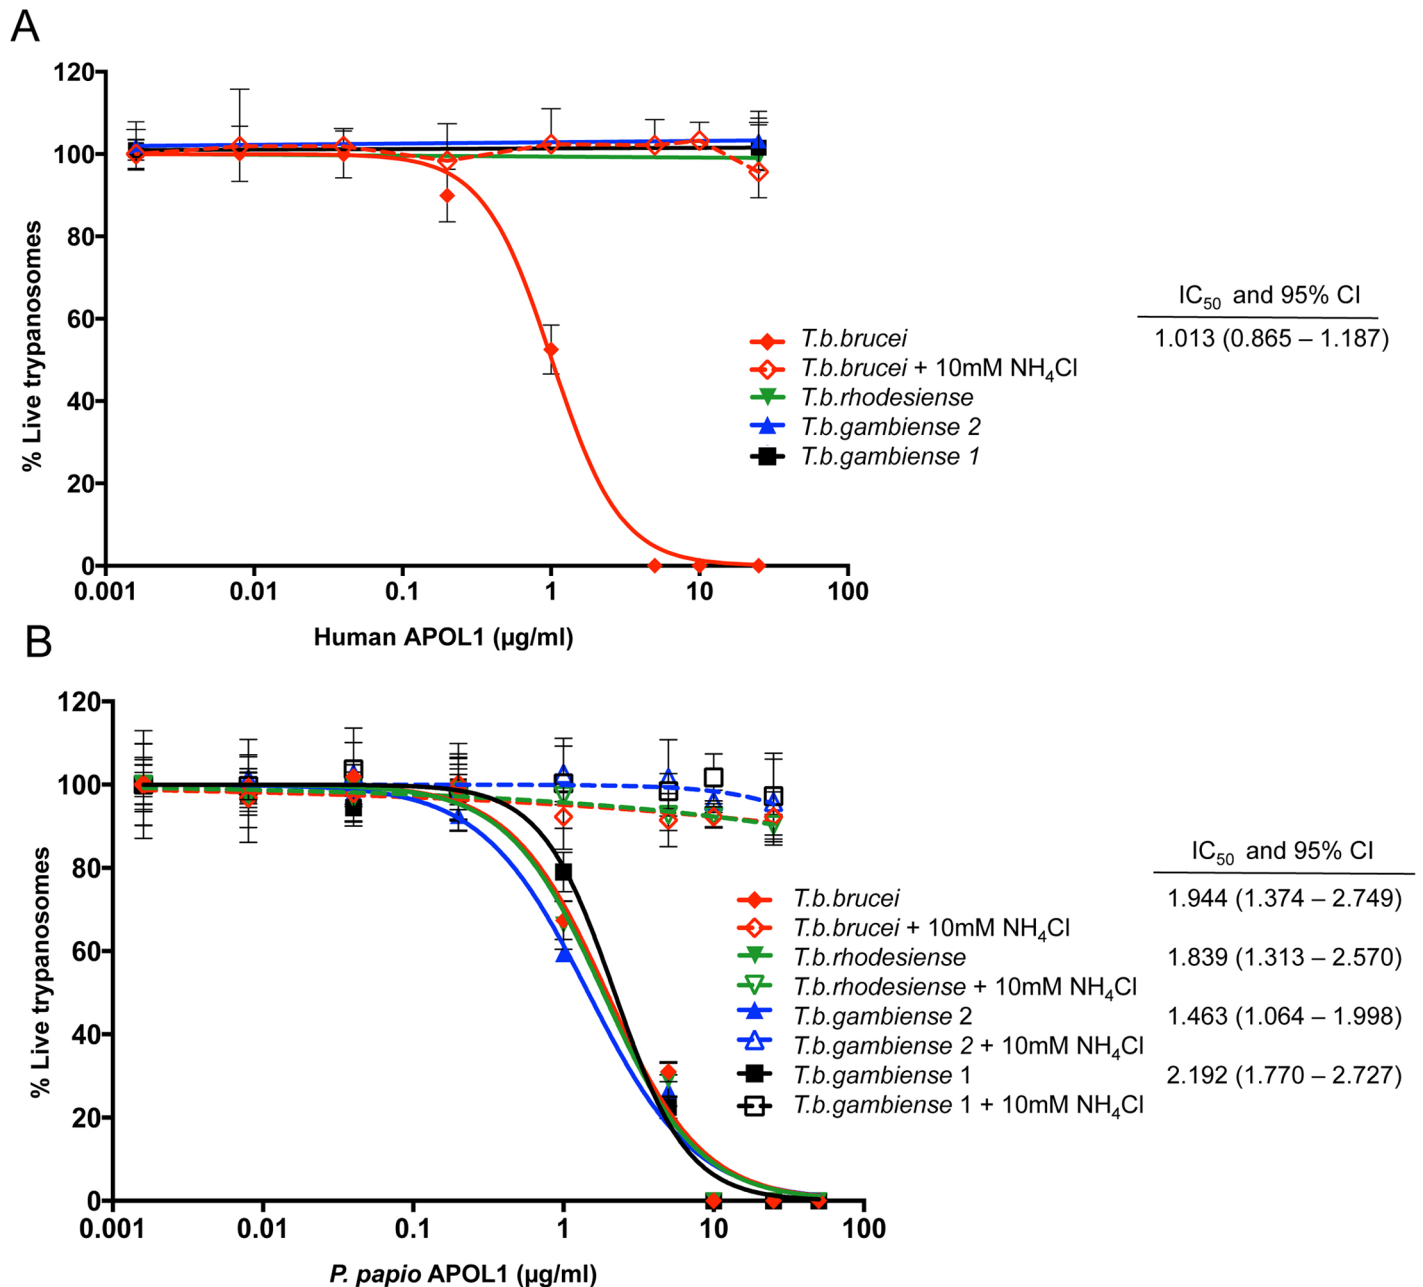 A
120
100
80
60
40
20
0
0.001 0.01 0.1 1 10 100
% Live trypanosomes
Human APOL1 (µg/ml)
T.b.brucei
T.b.brucei + 10mM NH₄Cl
T.b.rhodesiense
T.b.gambiense 2
T.b.gambiense 1
IC₅₀ and 95% CI
1.013 (0.865 – 1.187)
B
120
100
80
60
40
20
0
0.001 0.01 0.1 1 10 100
% Live trypanosomes
P. papio APOL1 (µg/ml)
T.b.brucei
T.b.brucei + 10mM NH₄Cl
T.b.rhodesiense
T.b.rhodesiense + 10mM NH₄Cl
T.b.gambiense 2
T.b.gambiense 2 + 10mM NH₄Cl
T.b.gambiense 1
T.b.gambiense 1 + 10mM NH₄Cl
IC₅₀ and 95% CI
1.944 (1.374 – 2.749)
1.839 (1.313 – 2.570)
1.463 (1.064 – 1.998)
2.192 (1.770 – 2.727)